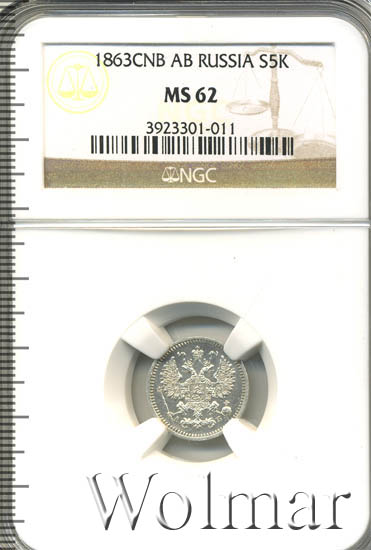 1863CNB AB RUSSIA S5K
MS 62
3923301-011
NGC
Wolmar